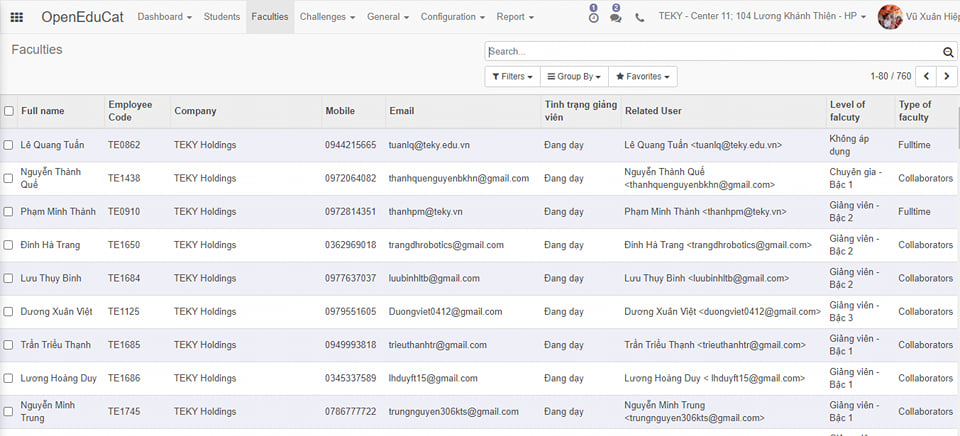 OpenEduCat Dashboard Students Faculties Challenges General Configuration Report 1 2 TEKY - Center 11; 104 Lương Khánh Thiện - HP Vũ Xuân Hiệp
Faculties Search...
Filters Group By Favorites 1-80 / 760
Full name Employee Code Company Mobile Email Tình trạng giảng viên Related User Level of falcuty Type of faculty
Lê Quang Tuấn TE0862 TEKY Holdings 0944215665 tuanlq@teky.edu.vn Đang dạy Lê Quang Tuấn <tuanlq@teky.edu.vn> Không áp dụng Fulltime
Nguyễn Thành Quế TE1438 TEKY Holdings 0972064082 thanhquenguyenbkhn@gmail.com Đang dạy Nguyễn Thành Quế <thanhquenguyenbkhn@gmail.com> Chuyên gia - Bậc 1 Collaborators
Phạm Minh Thành TE0910 TEKY Holdings 0972814351 thanhpm@teky.vn Đang dạy Phạm Minh Thành <thanhpm@teky.vn> Giảng viên - Bậc 2 Fulltime
Đinh Hà Trang TE1650 TEKY Holdings 0362969018 trangdhrobotics@gmail.com Đang dạy Đinh Hà Trang <trangdhrobotics@gmail.com> Giảng viên - Bậc 2 Collaborators
Lưu Thụy Bình TE1684 TEKY Holdings 0977637037 luubinhltb@gmail.com Đang dạy Lưu Thụy Bình <luubinhltb@gmail.com> Giảng viên - Bậc 2 Collaborators
Dương Xuân Việt TE1125 TEKY Holdings 0979551605 Duongviet0412@gmail.com Đang dạy Dương Xuân Việt <duongviet0412@gmail.com> Giảng viên - Bậc 3 Collaborators
Trần Triều Thạnh TE1685 TEKY Holdings 0949993818 trieuthanhtr@gmail.com Đang dạy Trần Triều Thạnh <trieuthanhtr@gmail.com> Giảng viên - Bậc 1 Collaborators
Lương Hoàng Duy TE1686 TEKY Holdings 0345337589 lhduyft15@gmail.com Đang dạy Lương Hoàng Duy < lhduyft15@gmail.com> Giảng viên - Bậc 1 Collaborators
Nguyễn Minh Trung TE1745 TEKY Holdings 0786777722 trungnguyen306kts@gmail.com Đang dạy Nguyễn Minh Trung <trungnguyen306kts@gmail.com> Giảng viên - Bậc 1 Collaborators